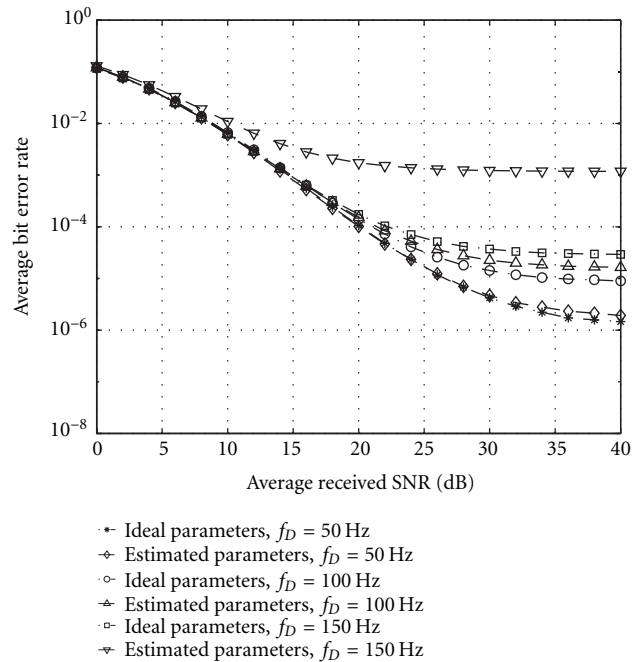 10^0
10^−2
10^−4
10^−6
10^−8
Average bit error rate
0 5 10 15 20 25 30 35 40
Average received SNR (dB)
Ideal parameters, f_D = 50 Hz
Estimated parameters, f_D = 50 Hz
Ideal parameters, f_D = 100 Hz
Estimated parameters, f_D = 100 Hz
Ideal parameters, f_D = 150 Hz
Estimated parameters, f_D = 150 Hz